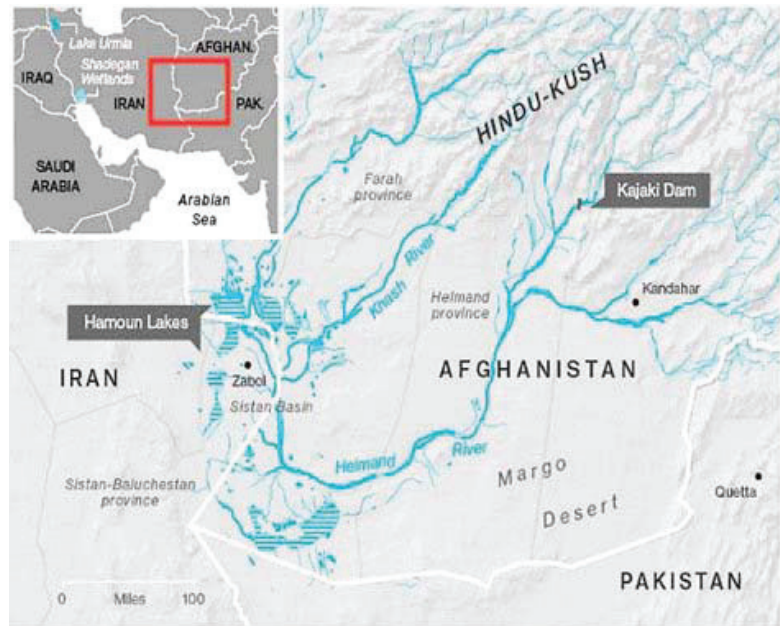 Lake Urmia
AFGHAN.
Shadegan
Wetlands
IRAQ
IRAN
PAK.
SAUDI
ARABIA
Arabian
Sea
HINDU-KUSH
Farah
province
Kajaki Dam
Khash River
Helmand
province
Kandahar
Hamoun Lakes
IRAN
Zabol
AFGHANISTAN
Sistan Basin
Helmand River
Margo
Desert
Sistan-Baluchestan
province
Quetta
0 Miles 100
PAKISTAN